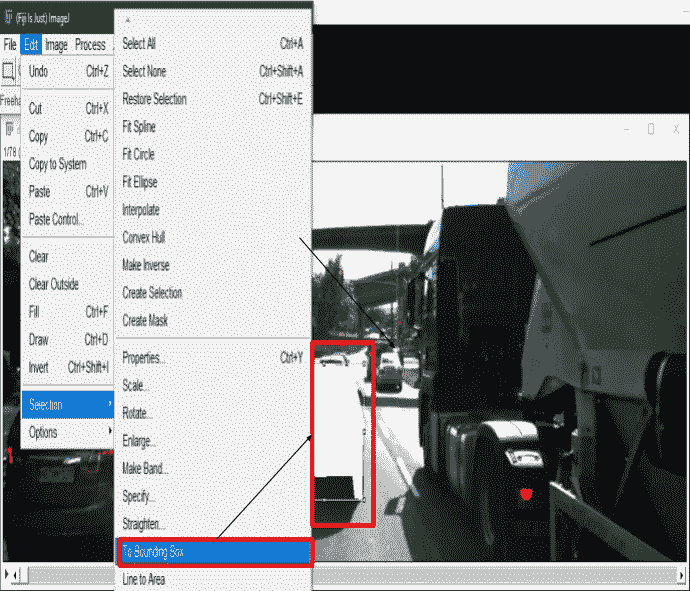 (Fiji Is Just) ImageJ
File Edit Image Process
Undo Ctrl+Z
Cut Ctrl+X
Copy Ctrl+C
Copy to System
Paste Ctrl+V
Paste Control...
Clear
Clear Outside
Fill Ctrl+F
Draw Ctrl+D
Invert Ctrl+Shift+I
Selection
Options
Select All Ctrl+A
Select None Ctrl+Shift+A
Restore Selection Ctrl+Shift+E
Fit Spline
Fit Circle
Fit Ellipse
Interpolate
Convex Hull
Make Inverse
Create Selection
Create Mask
Properties... Ctrl+Y
Scale...
Rotate...
Enlarge...
Make Band...
Specify...
Straighten...
To Bounding Box
Line to Area
Freeha
1/78